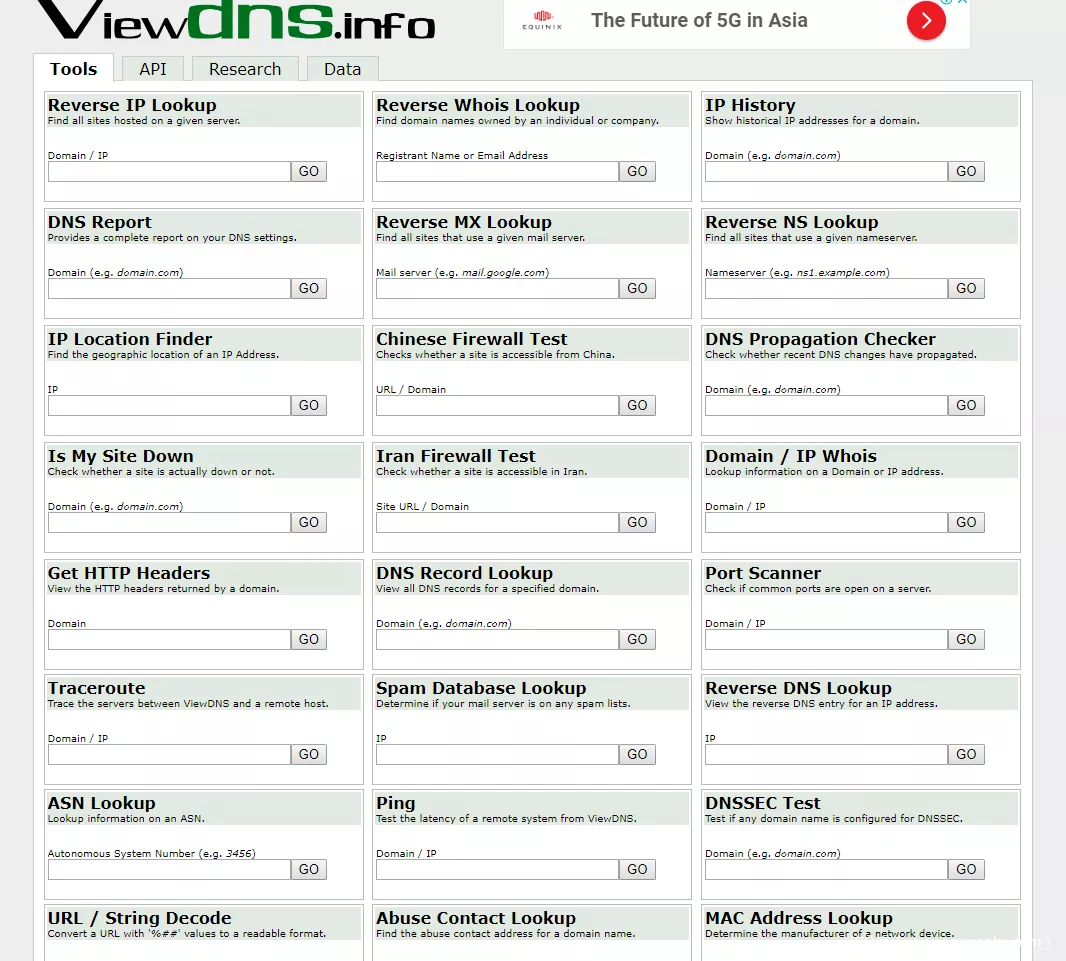 Viewdns.info
EQUINIX
The Future of 5G in Asia
Tools API Research Data
Reverse IP Lookup
Find all sites hosted on a given server.
Domain / IP
GO
Reverse Whois Lookup
Find domain names owned by an individual or company.
Registrant Name or Email Address
GO
IP History
Show historical IP addresses for a domain.
Domain (e.g. domain.com)
GO
DNS Report
Provides a complete report on your DNS settings.
Domain (e.g. domain.com)
GO
Reverse MX Lookup
Find all sites that use a given mail server.
Mail server (e.g. mail.google.com)
GO
Reverse NS Lookup
Find all sites that use a given nameserver.
Nameserver (e.g. ns1.example.com)
GO
IP Location Finder
Find the geographic location of an IP Address.
IP
GO
Chinese Firewall Test
Checks whether a site is accessible from China.
URL / Domain
GO
DNS Propagation Checker
Check whether recent DNS changes have propagated.
Domain (e.g. domain.com)
GO
Is My Site Down
Check whether a site is actually down or not.
Domain (e.g. domain.com)
GO
Iran Firewall Test
Check whether a site is accessible in Iran.
Site URL / Domain
GO
Domain / IP Whois
Lookup information on a Domain or IP address.
Domain / IP
GO
Get HTTP Headers
View the HTTP headers returned by a domain.
Domain
GO
DNS Record Lookup
View all DNS records for a specified domain.
Domain (e.g. domain.com)
GO
Port Scanner
Check if common ports are open on a server.
Domain / IP
GO
Traceroute
Trace the servers between ViewDNS and a remote host.
Domain / IP
GO
Spam Database Lookup
Determine if your mail server is on any spam lists.
IP
GO
Reverse DNS Lookup
View the reverse DNS entry for an IP address.
IP
GO
ASN Lookup
Lookup information on an ASN.
Autonomous System Number (e.g. 3456)
GO
Ping
Test the latency of a remote system from ViewDNS.
Domain / IP
GO
DNSSEC Test
Test if any domain name is configured for DNSSEC.
Domain (e.g. domain.com)
GO
URL / String Decode
Convert a URL with '%##' values to a readable format.
Abuse Contact Lookup
Find the abuse contact address for a domain name.
MAC Address Lookup
Determine the manufacturer of a network device.